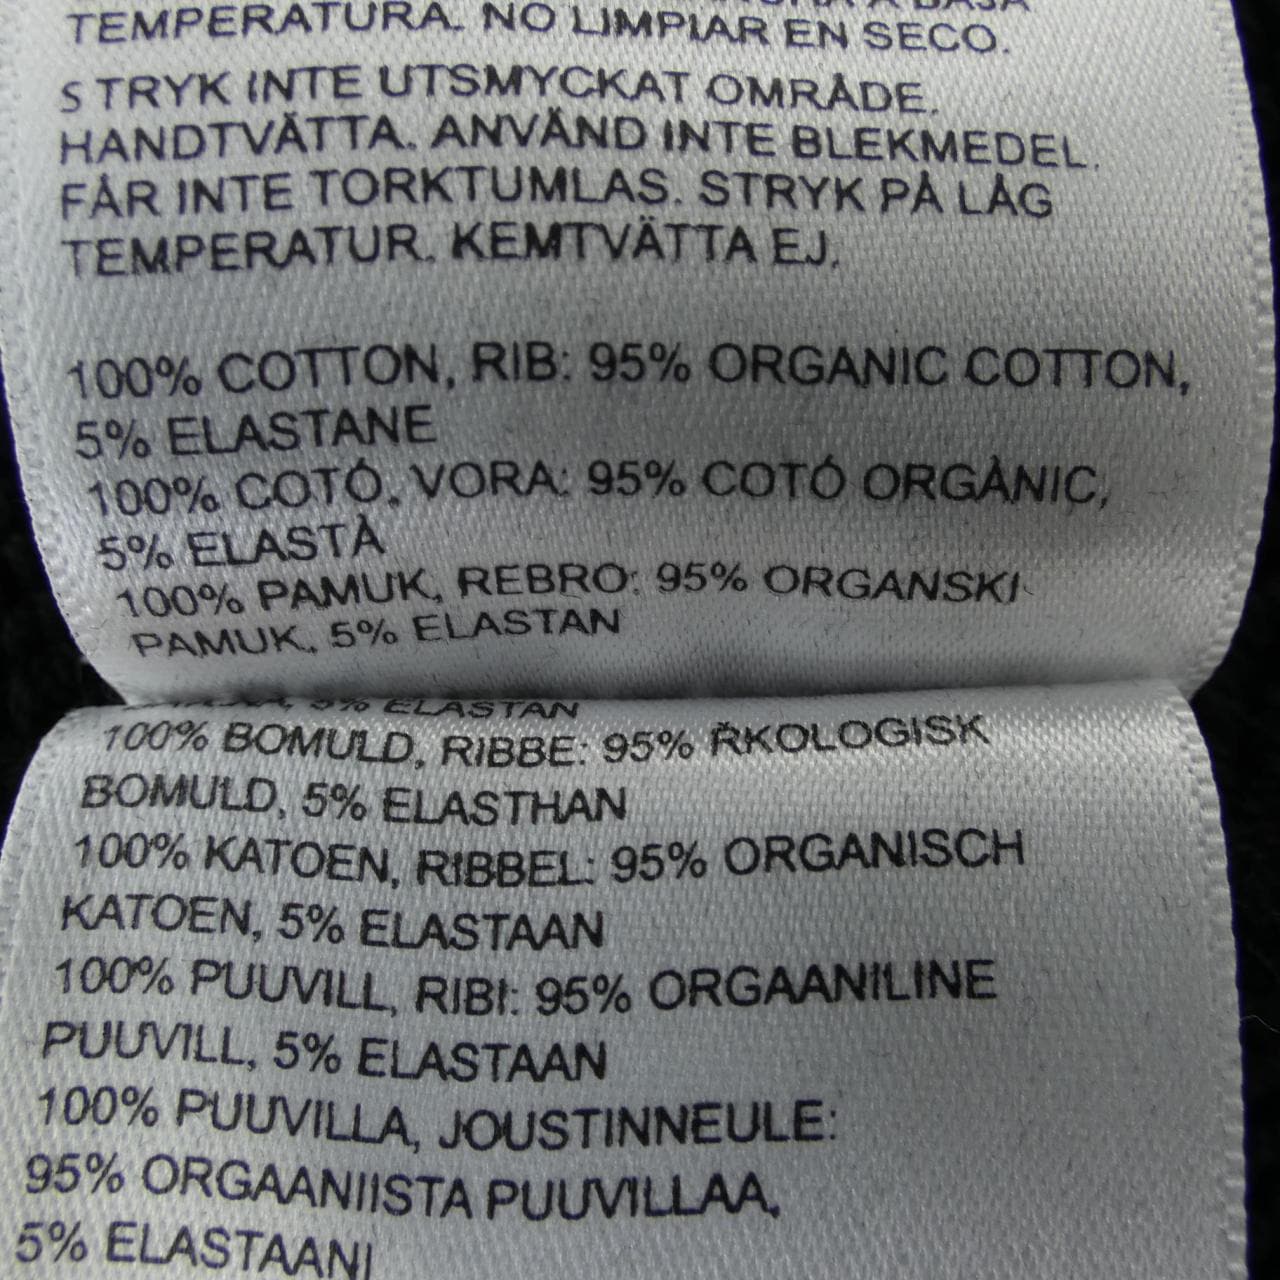 TEMPERATURA. NO LIMPIAR EN SECO.
STRYK INTE UTSMYCKAT OMRÅDE.
HANDTVÄTTA. ANVÄND INTE BLEKMEDEL.
FÅR INTE TORKTUMLAS. STRYK PÅ LÅG
TEMPERATUR. KEMTVÄTTA EJ.
100% COTTON, RIB: 95% ORGANIC COTTON,
5% ELASTANE
100% COTÓ, VORA: 95% COTÓ ORGÀNIC,
5% ELASTÀ
100% PAMUK, REBRO: 95% ORGANSKI
PAMUK, 5% ELASTAN
5% ELASTAN
100% BOMULD, RIBBE: 95% ŘKOLOGISK
BOMULD, 5% ELASTHAN
100% KATOEN, RIBBEL: 95% ORGANISCH
KATOEN, 5% ELASTAAN
100% PUUVILL, RIBI: 95% ORGAANILINE
PUUVILL, 5% ELASTAAN
100% PUUVILLA, JOUSTINNEULE:
95% ORGAANIISTA PUUVILLAA,
5% ELASTAANI